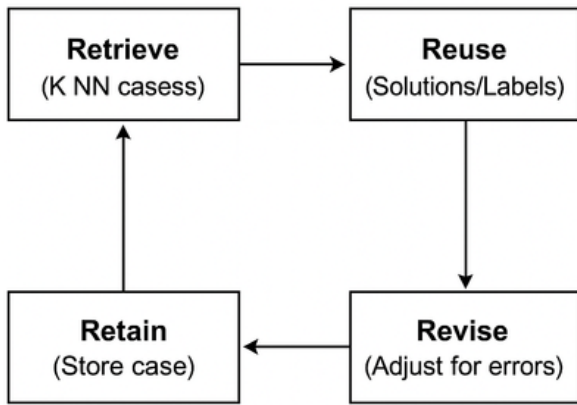 Retrieve
(K NN casess)
Reuse
(Solutions/Labels)
Retain
(Store case)
Revise
(Adjust for errors)